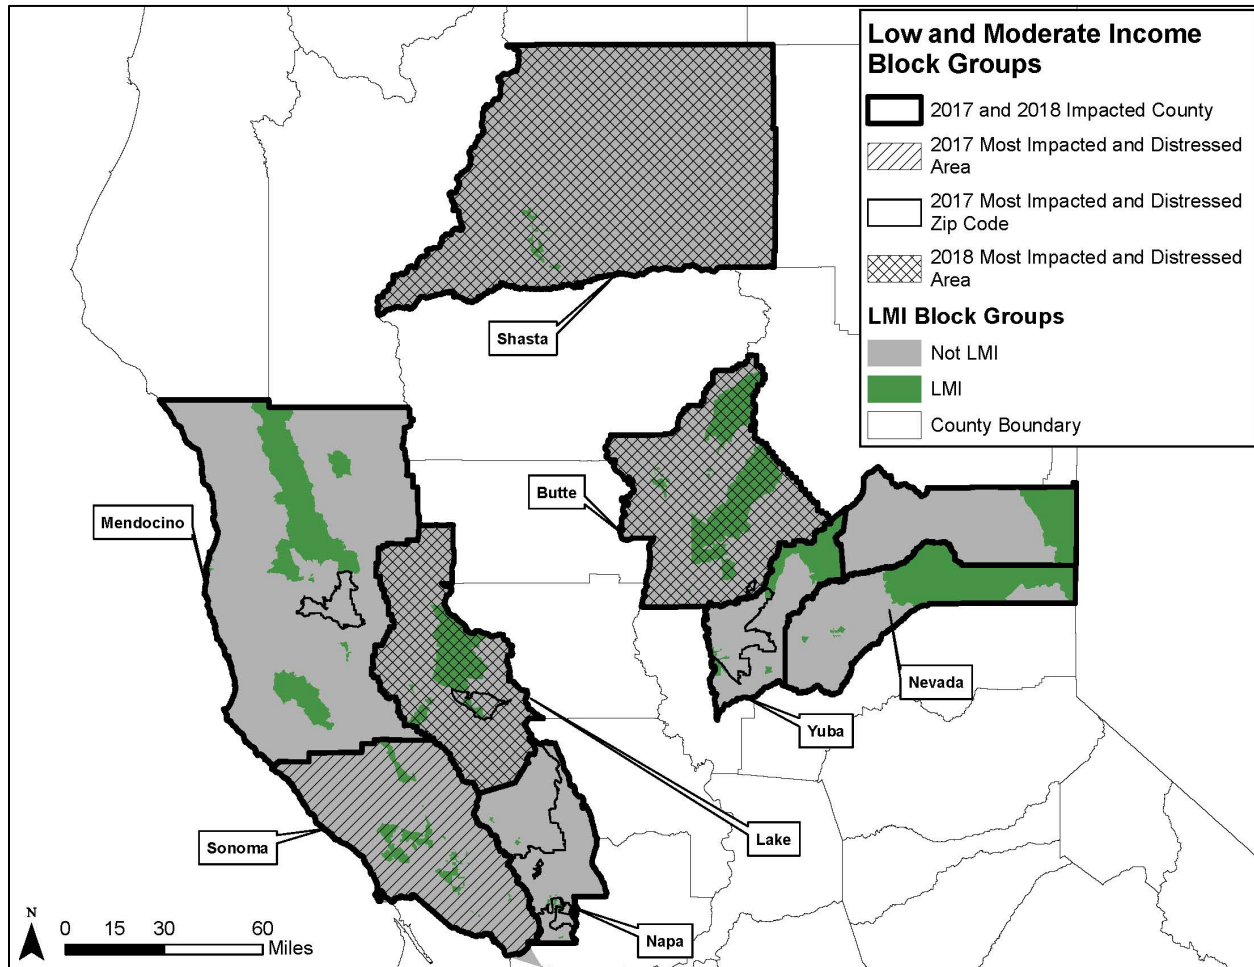 Low and Moderate Income
Block Groups
2017 and 2018 Impacted County
2017 Most Impacted and Distressed
Area
2017 Most Impacted and Distressed
Zip Code
2018 Most Impacted and Distressed
Area
LMI Block Groups
Not LMI
LMI
County Boundary
Shasta
Butte
Mendocino
Nevada
Yuba
Lake
Sonoma
Napa
N
0 15 30 60
Miles